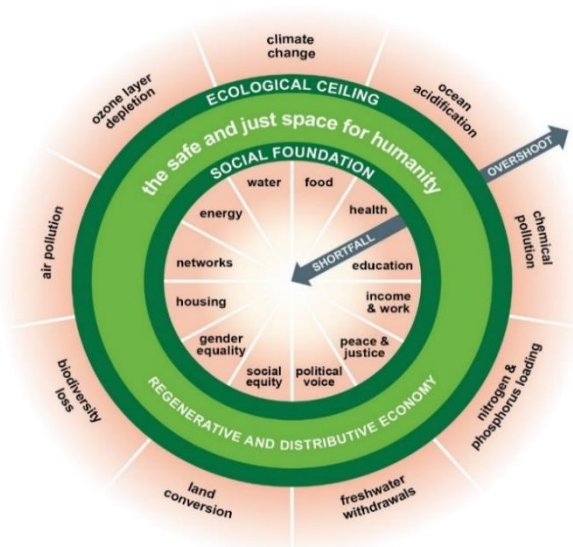 climate
change
ozone layer
depletion
ocean
acidification
ECOLOGICAL CEILING
the safe and just space for humanity
OVERSHOOT
SOCIAL FOUNDATION
water
food
energy
health
SHORTFALL
air pollution
chemical
pollution
networks
education
housing
income
& work
gender
equality
peace &
justice
social
equity
political
voice
biodiversity
loss
nitrogen &
phosphorus loading
REGENERATIVE AND DISTRIBUTIVE ECONOMY
land
conversion
freshwater
withdrawals